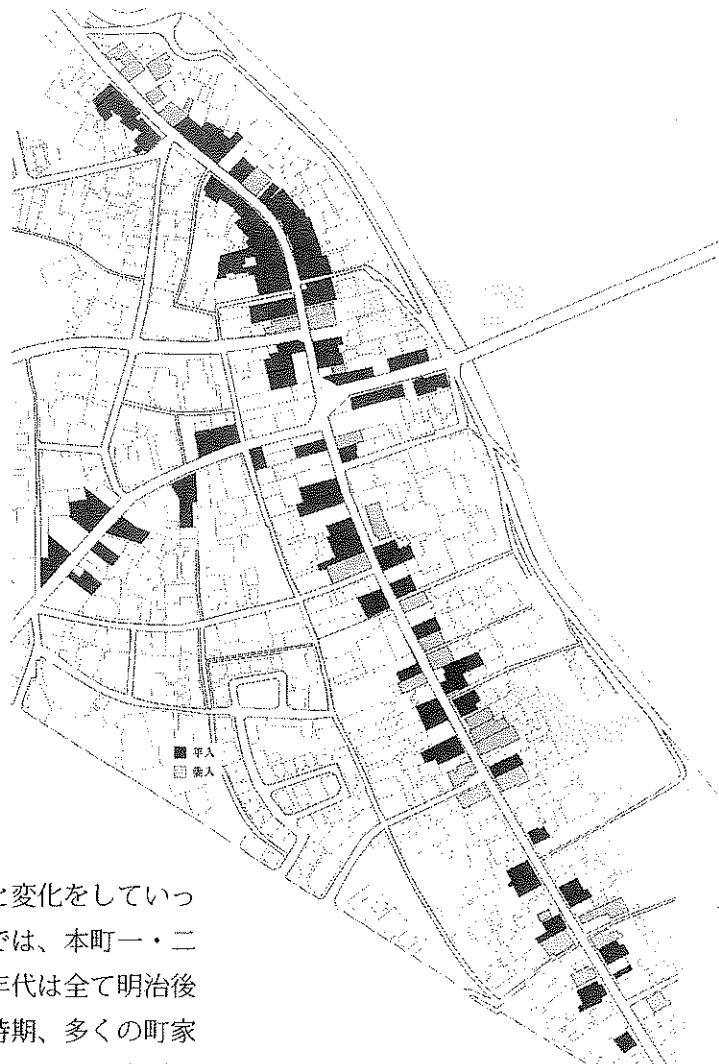 平入
妻入
と変化をしていっ
では、本町一・二
年代は全て明治後
時期、多くの町家